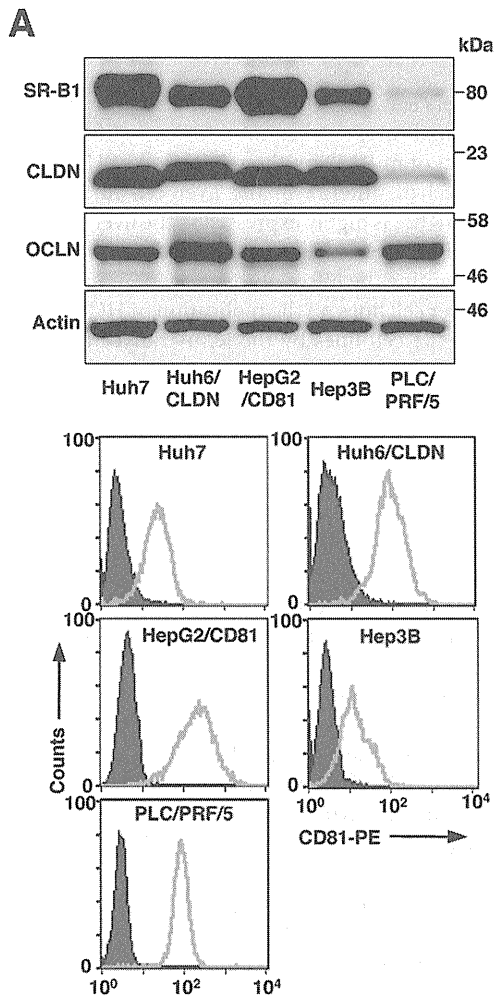 A
kDa
SR-B1
80
CLDN
23
OCLN
58
46
Actin
46
Huh7
Huh6/
CLDN
HepG2
/CD81
Hep3B
PLC/
PRF/5
100
Huh7
0
100
Huh6/CLDN
0
100
HepG2/CD81
0
100
Hep3B
0
10⁰ 10² 10⁴
CD81-PE
Counts
100
PLC/PRF/5
0
10⁰ 10² 10⁴